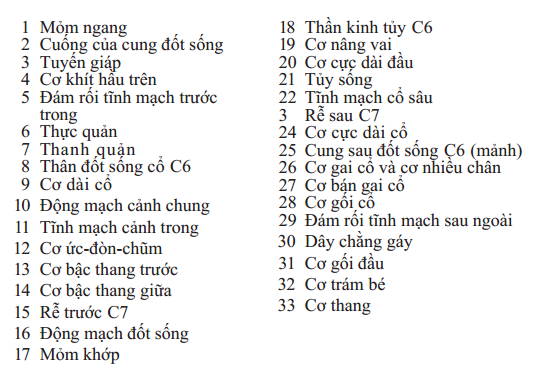 1 Mỏm ngang
2 Cuống của cung đốt sống
3 Tuyến giáp
4 Cơ khít hầu trên
5 Đám rối tĩnh mạch trước
trong
6 Thực quản
7 Thanh quản
8 Thân đốt sống cổ C6
9 Cơ dài cổ
10 Động mạch cảnh chung
11 Tĩnh mạch cảnh trong
12 Cơ ức-đòn-chũm
13 Cơ bậc thang trước
14 Cơ bậc thang giữa
15 Rễ trước C7
16 Động mạch đốt sống
17 Mỏm khớp
18 Thần kinh tủy C6
19 Cơ nâng vai
20 Cơ cực dài đầu
21 Tủy sống
22 Tĩnh mạch cổ sâu
3 Rễ sau C7
24 Cơ cực dài cổ
25 Cung sau đốt sống C6 (mảnh)
26 Cơ gai cổ và cơ nhiều chân
27 Cơ bán gai cổ
28 Cơ gối cổ
29 Đám rối tĩnh mạch sau ngoài
30 Dây chằng gáy
31 Cơ gối đầu
32 Cơ trám bé
33 Cơ thang